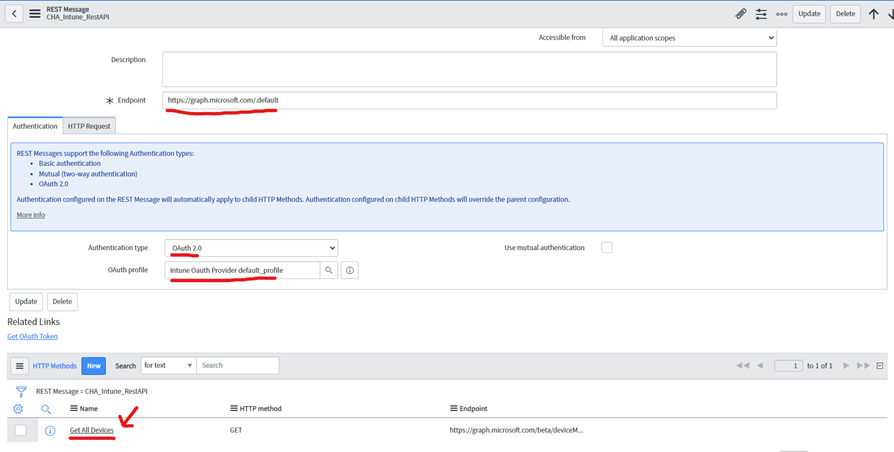 REST Message
CHA_Intune_RestAPI
Update
Delete
Accessible from
All application scopes
Description
Endpoint
https://graph.microsoft.com/.default
Authentication
HTTP Request
REST Messages support the following Authentication types:
• Basic authentication
• Mutual (two-way authentication)
• OAuth 2.0
Authentication configured on the REST Message will automatically apply to child HTTP Methods. Authentication configured on child HTTP Methods will override the parent configuration.
More Info
Authentication type
OAuth 2.0
Use mutual authentication
OAuth profile
Intune Oauth Provider default_profile
Update
Delete
Related Links
Get OAuth Token
HTTP Methods
New
Search
for text
Search
1
to 1 of 1
REST Message = CHA_Intune_RestAPI
Name
HTTP method
Endpoint
Get All Devices
GET
https://graph.microsoft.com/beta/deviceM...